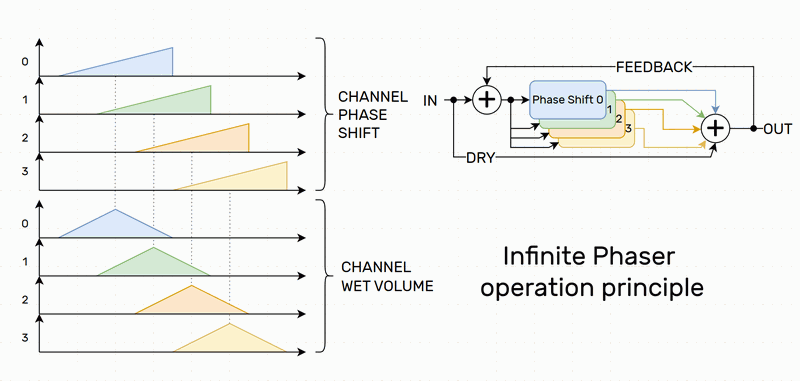 0
1
2
3
CHANNEL
PHASE
SHIFT
0
1
2
3
CHANNEL
WET VOLUME
FEEDBACK
IN
Phase Shift 0
1
2
3
OUT
DRY
Infinite Phaser
operation principle